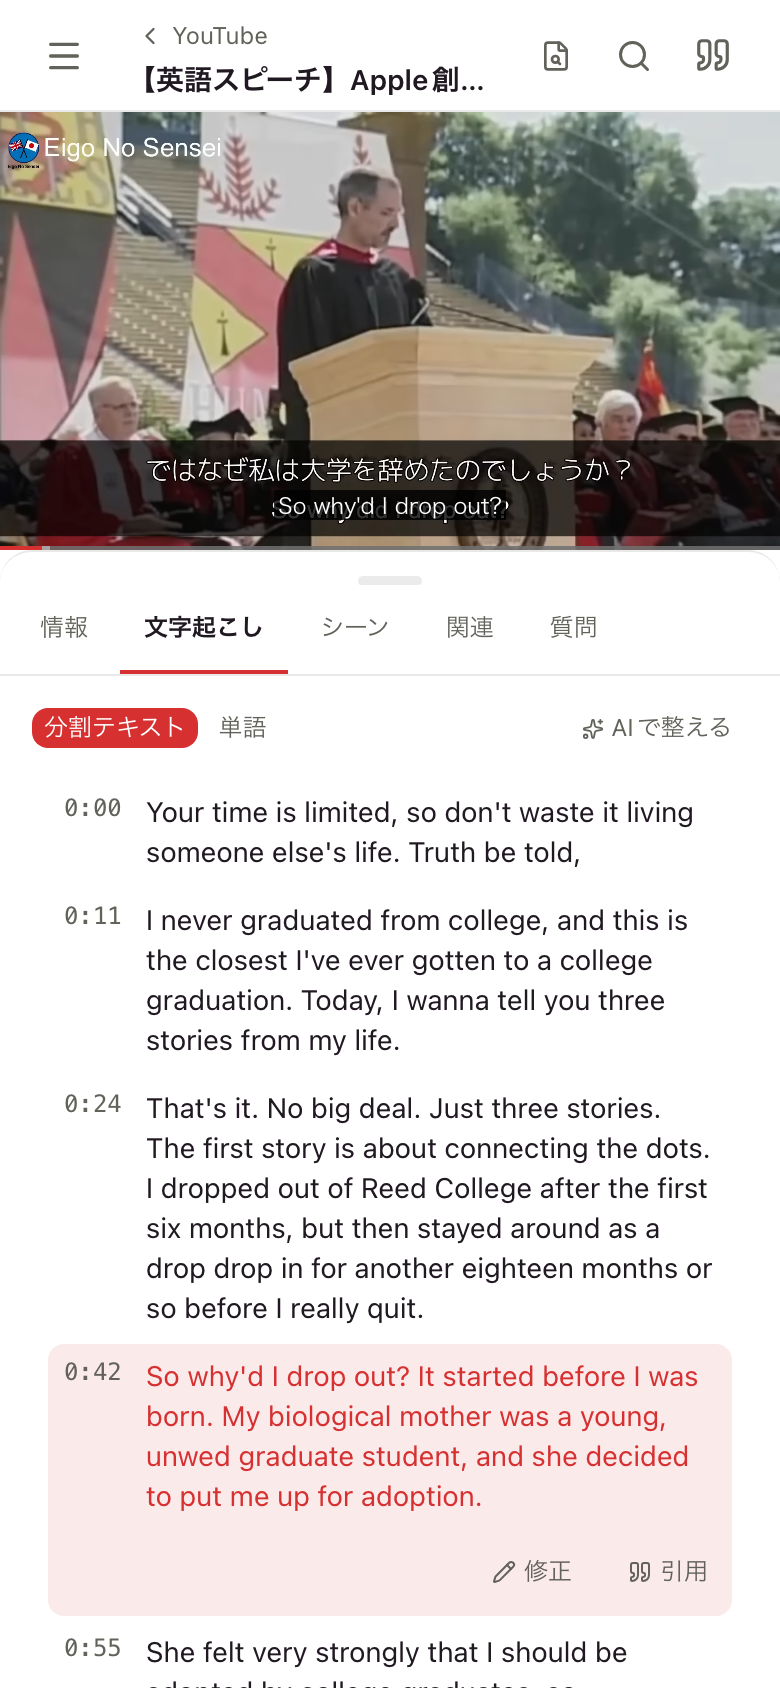 YouTube
【英語スピーチ】Apple創...
Eigo No Sensei
ではなぜ私は大学を辞めたのでしょうか？
So why'd I drop out?
情報 文字起こし シーン 関連 質問
分割テキスト 単語 AIで整える
0:00 Your time is limited, so don't waste it living
someone else's life. Truth be told,
0:11 I never graduated from college, and this is
the closest I've ever gotten to a college
graduation. Today, I wanna tell you three
stories from my life.
0:24 That's it. No big deal. Just three stories.
The first story is about connecting the dots.
I dropped out of Reed College after the first
six months, but then stayed around as a
drop drop in for another eighteen months or
so before I really quit.
0:42 So why'd I drop out? It started before I was
born. My biological mother was a young,
unwed graduate student, and she decided
to put me up for adoption.
修正 引用
0:55 She felt very strongly that I should be